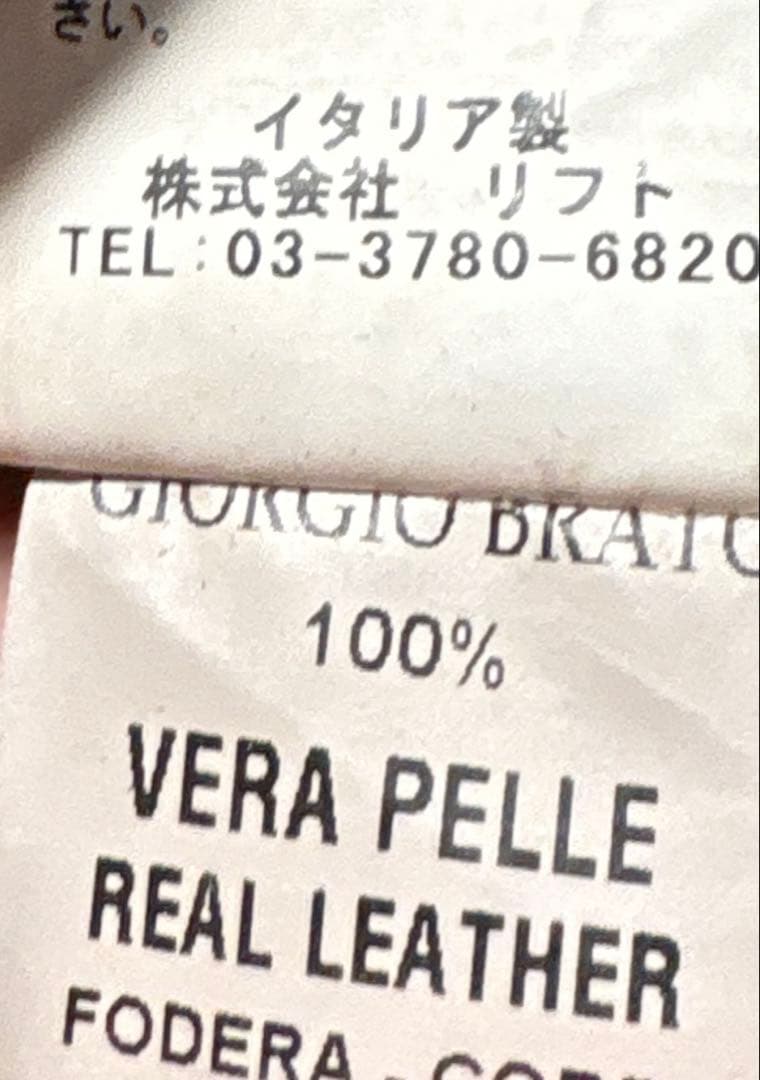 さい。
イタリア製
株式会社　リフト
TEL:03-3780-6820
GIORGIO BRATO
100%
VERA PELLE
REAL LEATHER
FODERA -